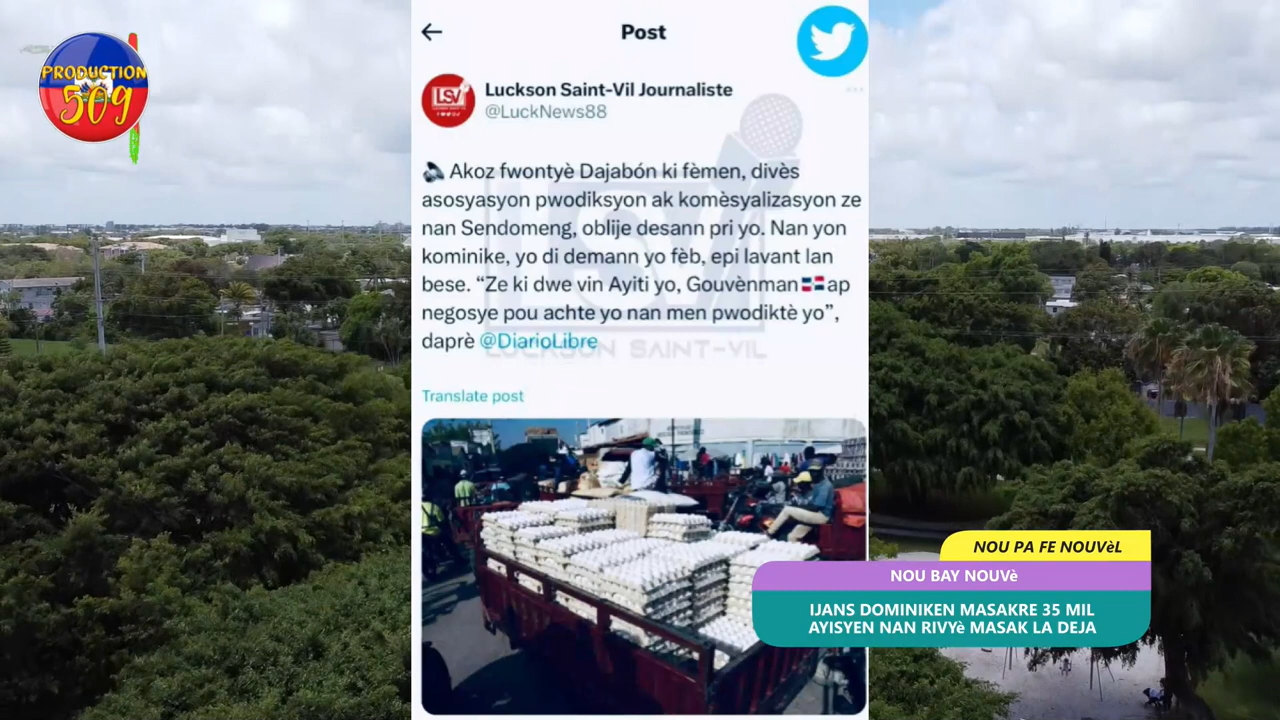 PRODUCTION
509
Post
LSV
Luckson Saint-Vil Journaliste
@LuckNews88
Akoz fwontyè Dajabón ki fèmen, divès
asosyasyon pwodiksyon ak komèsyalizasyon ze
nan Sendomeng, oblije desann pri yo. Nan yon
kominike, yo di demann yo fèb, epi lavant lan
bese. “Ze ki dwe vin Ayiti yo, Gouvènman🇩🇴ap
negosye pou achte yo nan men pwodiktè yo”,
daprè @DiarioLibre
LUCKSON SAINT-VIL
Translate post
NOU PA FE NOUVèL
NOU BAY NOUVè
IJANS DOMINIKEN MASAKRE 35 MIL
AYISYEN NAN RIVYè MASAK LA DEJA